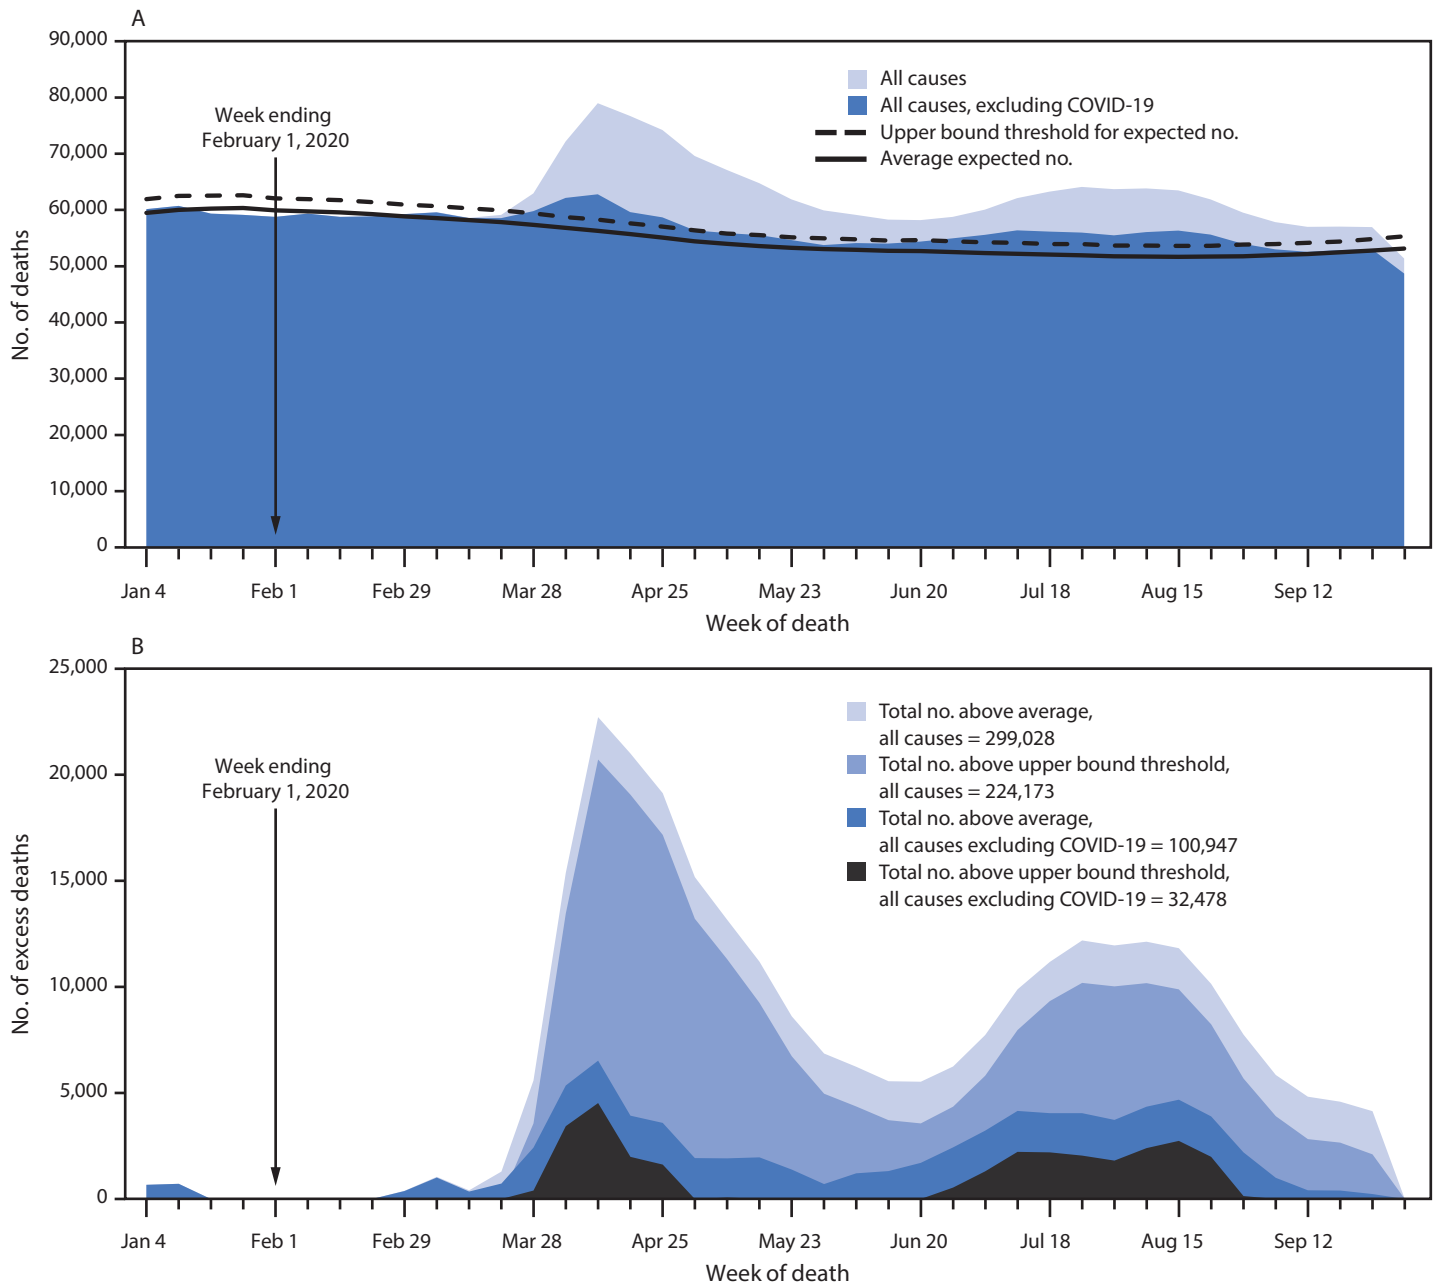 A
90,000
80,000
70,000
60,000
50,000
40,000
30,000
20,000
10,000
0
No. of deaths
Week ending
February 1, 2020
All causes
All causes, excluding COVID-19
Upper bound threshold for expected no.
Average expected no.
Jan 4 Feb 1 Feb 29 Mar 28 Apr 25 May 23 Jun 20 Jul 18 Aug 15 Sep 12
Week of death
B
25,000
20,000
15,000
10,000
5,000
0
No. of excess deaths
Week ending
February 1, 2020
Total no. above average,
all causes = 299,028
Total no. above upper bound threshold,
all causes = 224,173
Total no. above average,
all causes excluding COVID-19 = 100,947
Total no. above upper bound threshold,
all causes excluding COVID-19 = 32,478
Jan 4 Feb 1 Feb 29 Mar 28 Apr 25 May 23 Jun 20 Jul 18 Aug 15 Sep 12
Week of death